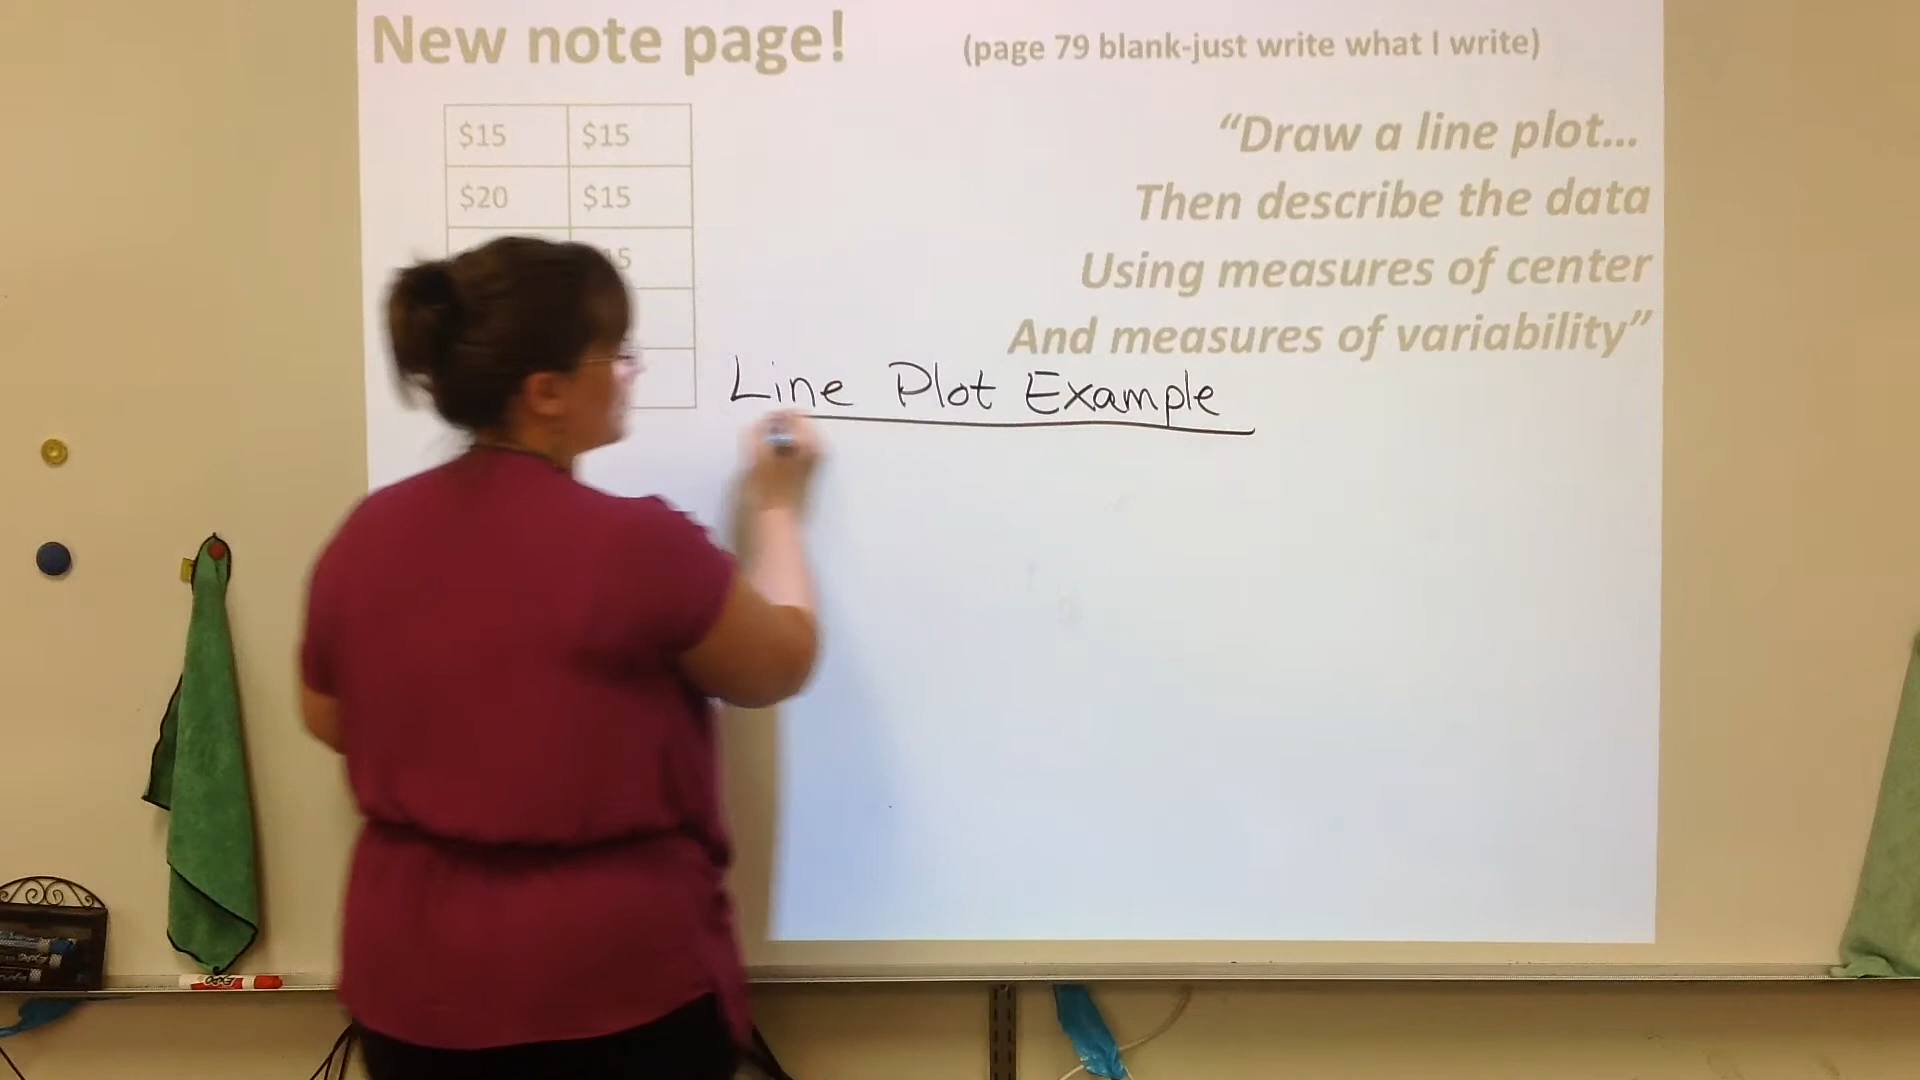 New note page!
(page 79 blank-just write what I write)
$15 $15
$20 $15
“Draw a line plot...
Then describe the data
Using measures of center
And measures of variability”
Line Plot Example